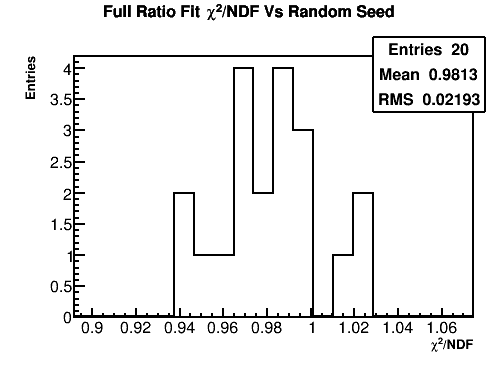 Full Ratio Fit χ²/NDF Vs Random Seed
Entries 20
Mean 0.9813
RMS 0.02193
Entries
4
3.5
3
2.5
2
1.5
1
0.5
0
0.9 0.92 0.94 0.96 0.98 1 1.02 1.04 1.06
χ²/NDF